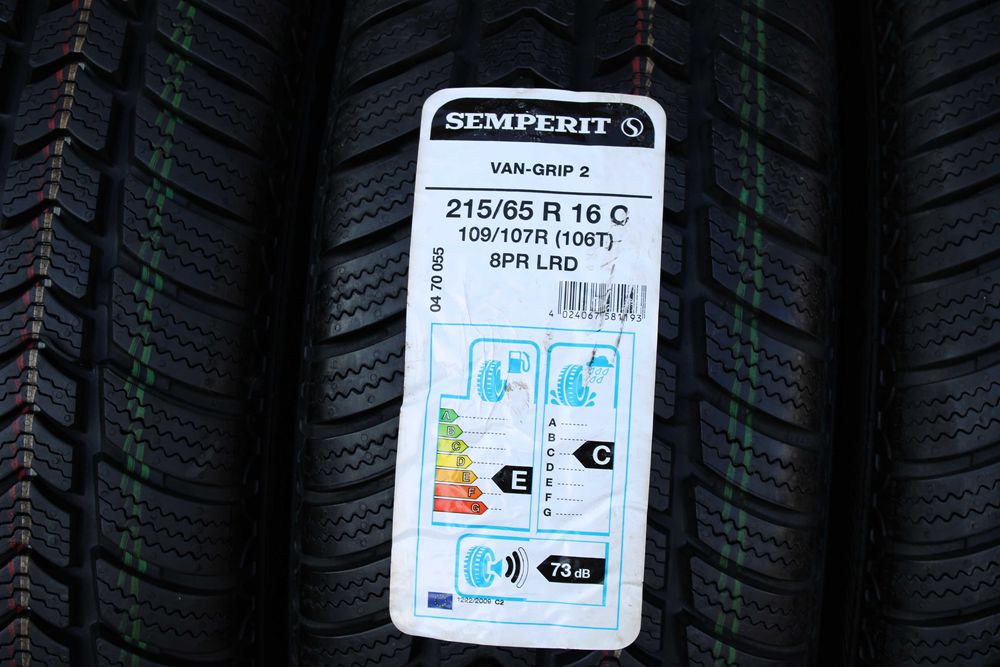 SEMPERIT S
VAN-GRIP 2
215/65 R 16 C
109/107R (106T)
8PR LRD
04 70 055
4 024067 581193
A
B
C
D
E
F
G
E
A
B
C
D
E
F
G
C
73 dB
1222/2009 C2